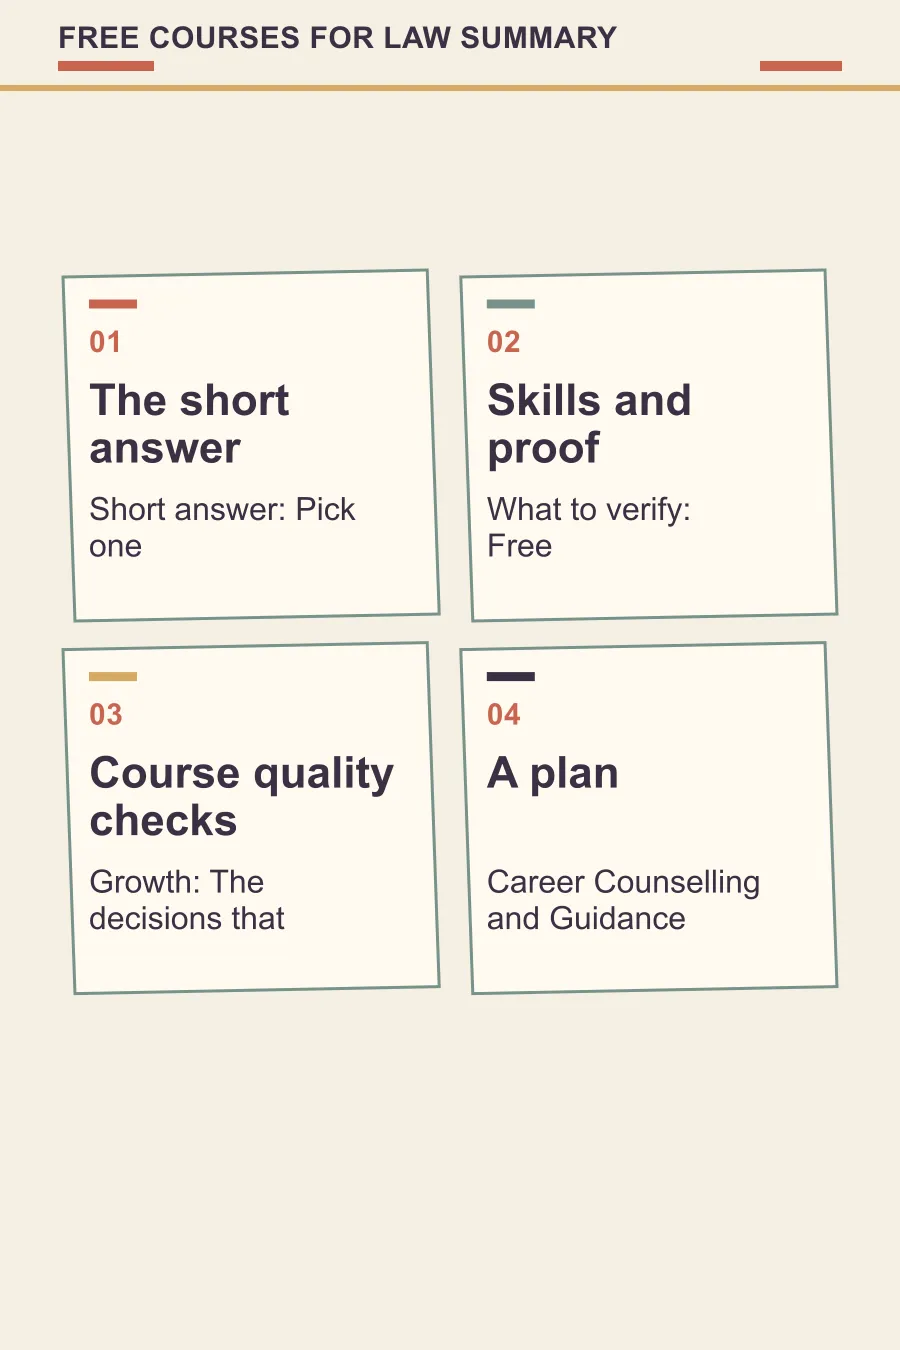 FREE COURSES FOR LAW SUMMARY
01
The short
answer
Short answer: Pick
one
02
Skills and
proof
What to verify:
Free
03
Course quality
checks
Growth: The
decisions that
04
A plan
Career Counselling
and Guidance